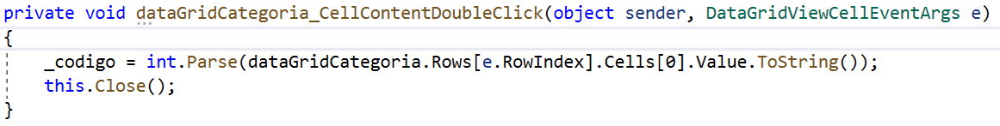 private void dataGridCategoria_CellContentDoubleClick(object sender, DataGridViewCellEventArgs e)
{
_codigo = int.Parse(dataGridCategoria.Rows[e.RowIndex].Cells[0].Value.ToString());
this.Close();
}